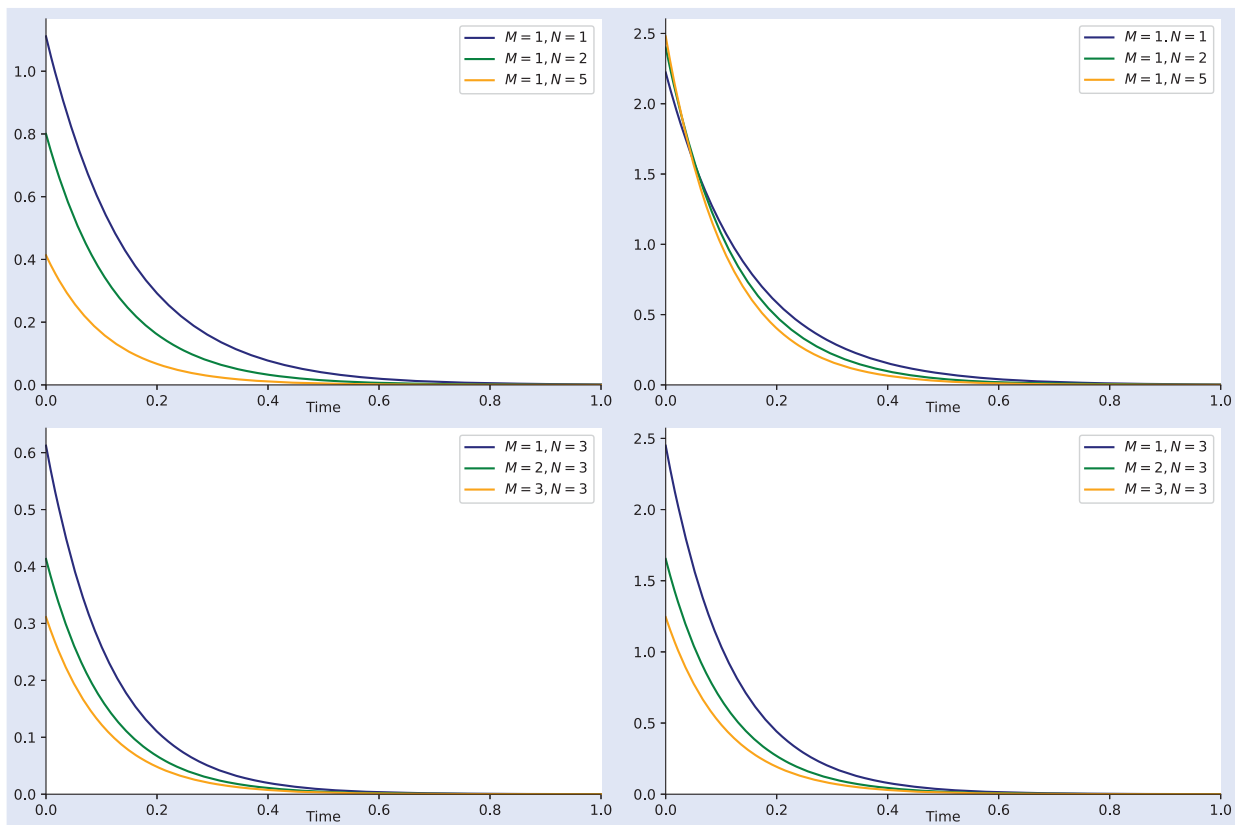 M = 1, N = 1
M = 1, N = 2
M = 1, N = 5
1.0
0.8
0.6
0.4
0.2
0.0
0.0 0.2 0.4 0.6 0.8 1.0
Time
M = 1. N = 1
M = 1, N = 2
M = 1, N = 5
2.5
2.0
1.5
1.0
0.5
0.0
0.0 0.2 0.4 0.6 0.8 1.0
Time
M = 1, N = 3
M = 2, N = 3
M = 3, N = 3
0.6
0.5
0.4
0.3
0.2
0.1
0.0
0.0 0.2 0.4 0.6 0.8 1.0
Time
M = 1, N = 3
M = 2, N = 3
M = 3, N = 3
2.5
2.0
1.5
1.0
0.5
0.0
0.0 0.2 0.4 0.6 0.8 1.0
Time